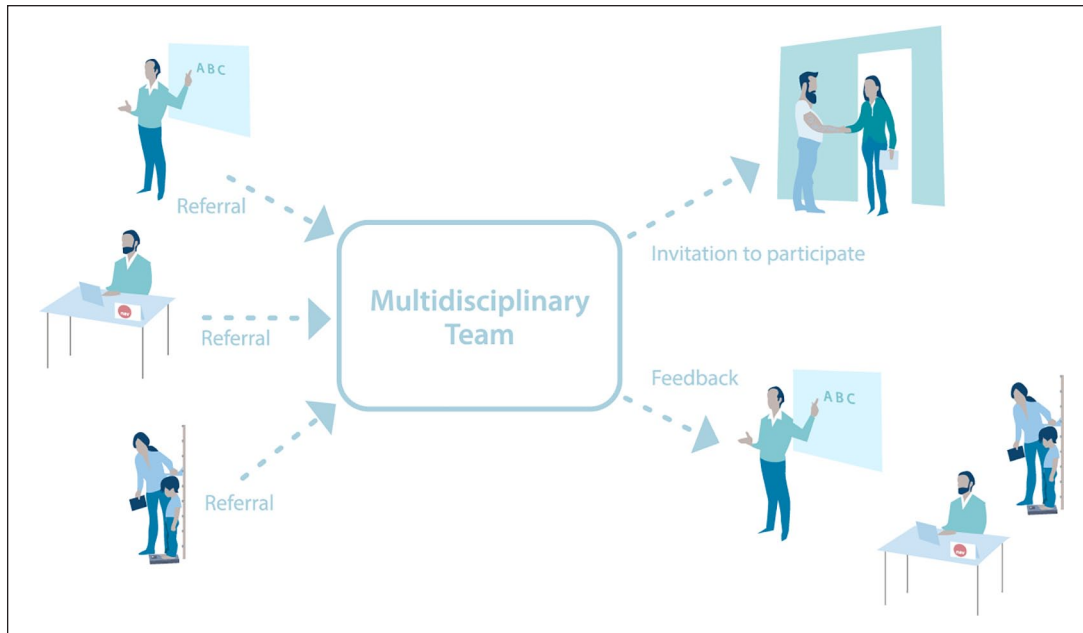 ABC
Referral
Referral
Referral
Multidisciplinary
Team
Invitation to participate
Feedback
ABC